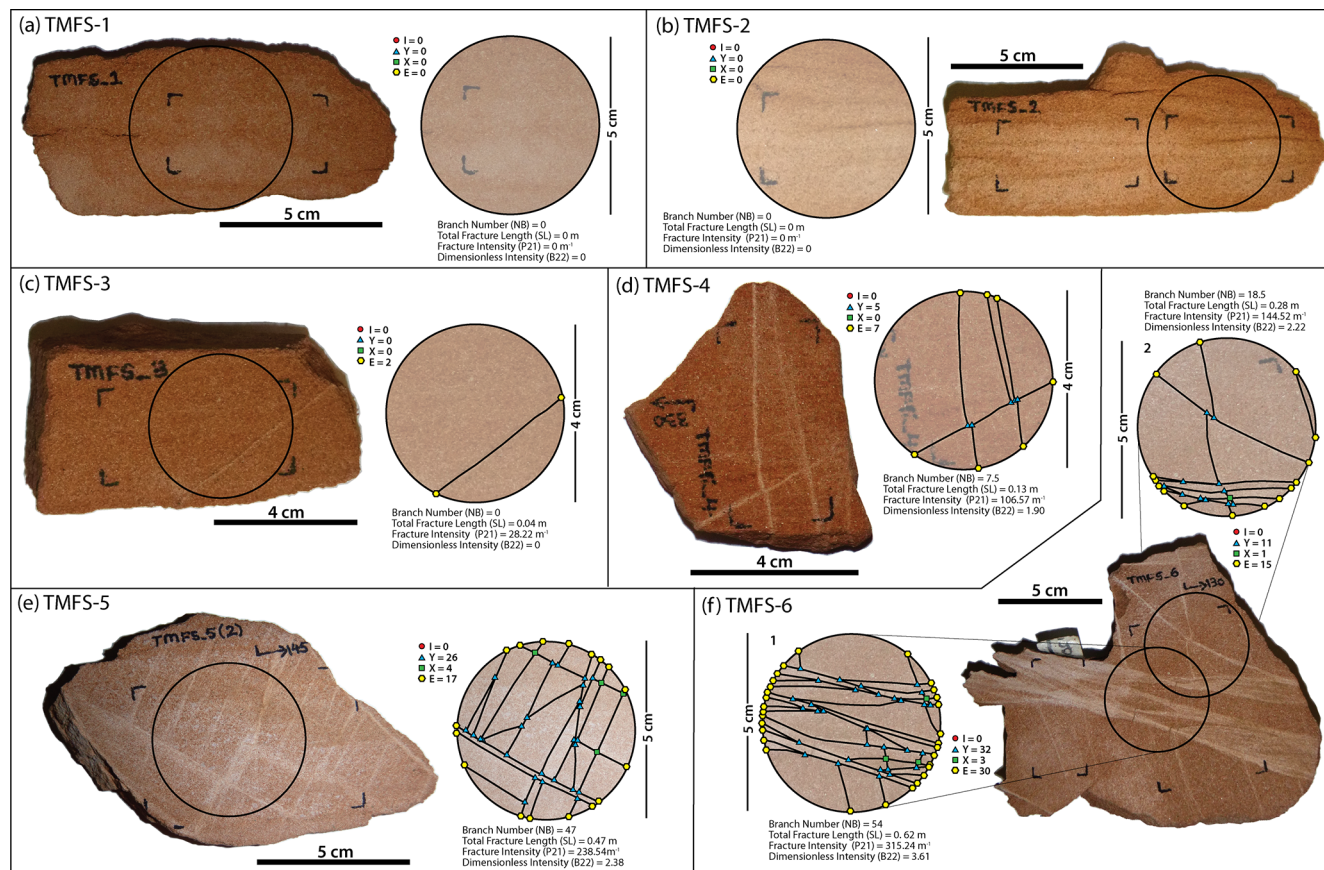 (a) TMFS-1
TMFS_1
5 cm
I = 0
Y = 0
X = 0
E = 0
5 cm
Branch Number (NB) = 0
Total Fracture Length (SL) = 0 m
Fracture Intensity (P21) = 0 m⁻¹
Dimensionless Intensity (B22) = 0
(b) TMFS-2
I = 0
Y = 0
X = 0
E = 0
5 cm
5 cm
TMFS_2
Branch Number (NB) = 0
Total Fracture Length (SL) = 0 m
Fracture Intensity (P21) = 0 m⁻¹
Dimensionless Intensity (B22) = 0
(c) TMFS-3
TMFS_3
4 cm
I = 0
Y = 0
X = 0
E = 2
4 cm
Branch Number (NB) = 0
Total Fracture Length (SL) = 0.04 m
Fracture Intensity (P21) = 28.22 m⁻¹
Dimensionless Intensity (B22) = 0
(d) TMFS-4
TMFS_4
4 cm
I = 0
Y = 5
X = 0
E = 7
4 cm
Branch Number (NB) = 7.5
Total Fracture Length (SL) = 0.13 m
Fracture Intensity (P21) = 106.57 m⁻¹
Dimensionless Intensity (B22) = 1.90
(e) TMFS-5
TMFS_5(2)
145
5 cm
I = 0
Y = 26
X = 4
E = 17
5 cm
Branch Number (NB) = 47
Total Fracture Length (SL) = 0.47 m
Fracture Intensity (P21) = 238.54m⁻¹
Dimensionless Intensity (B22) = 2.38
Branch Number (NB) = 18.5
Total Fracture Length (SL) = 0.28 m
Fracture Intensity (P21) = 144.52 m⁻¹
Dimensionless Intensity (B22) = 2.22
2
5 cm
I = 0
Y = 11
X = 1
E = 15
(f) TMFS-6
5 cm
TMFS_6
130
1
5 cm
I = 0
Y = 32
X = 3
E = 30
Branch Number (NB) = 54
Total Fracture Length (SL) = 0. 62 m
Fracture Intensity (P21) = 315.24 m⁻¹
Dimensionless Intensity (B22) = 3.61